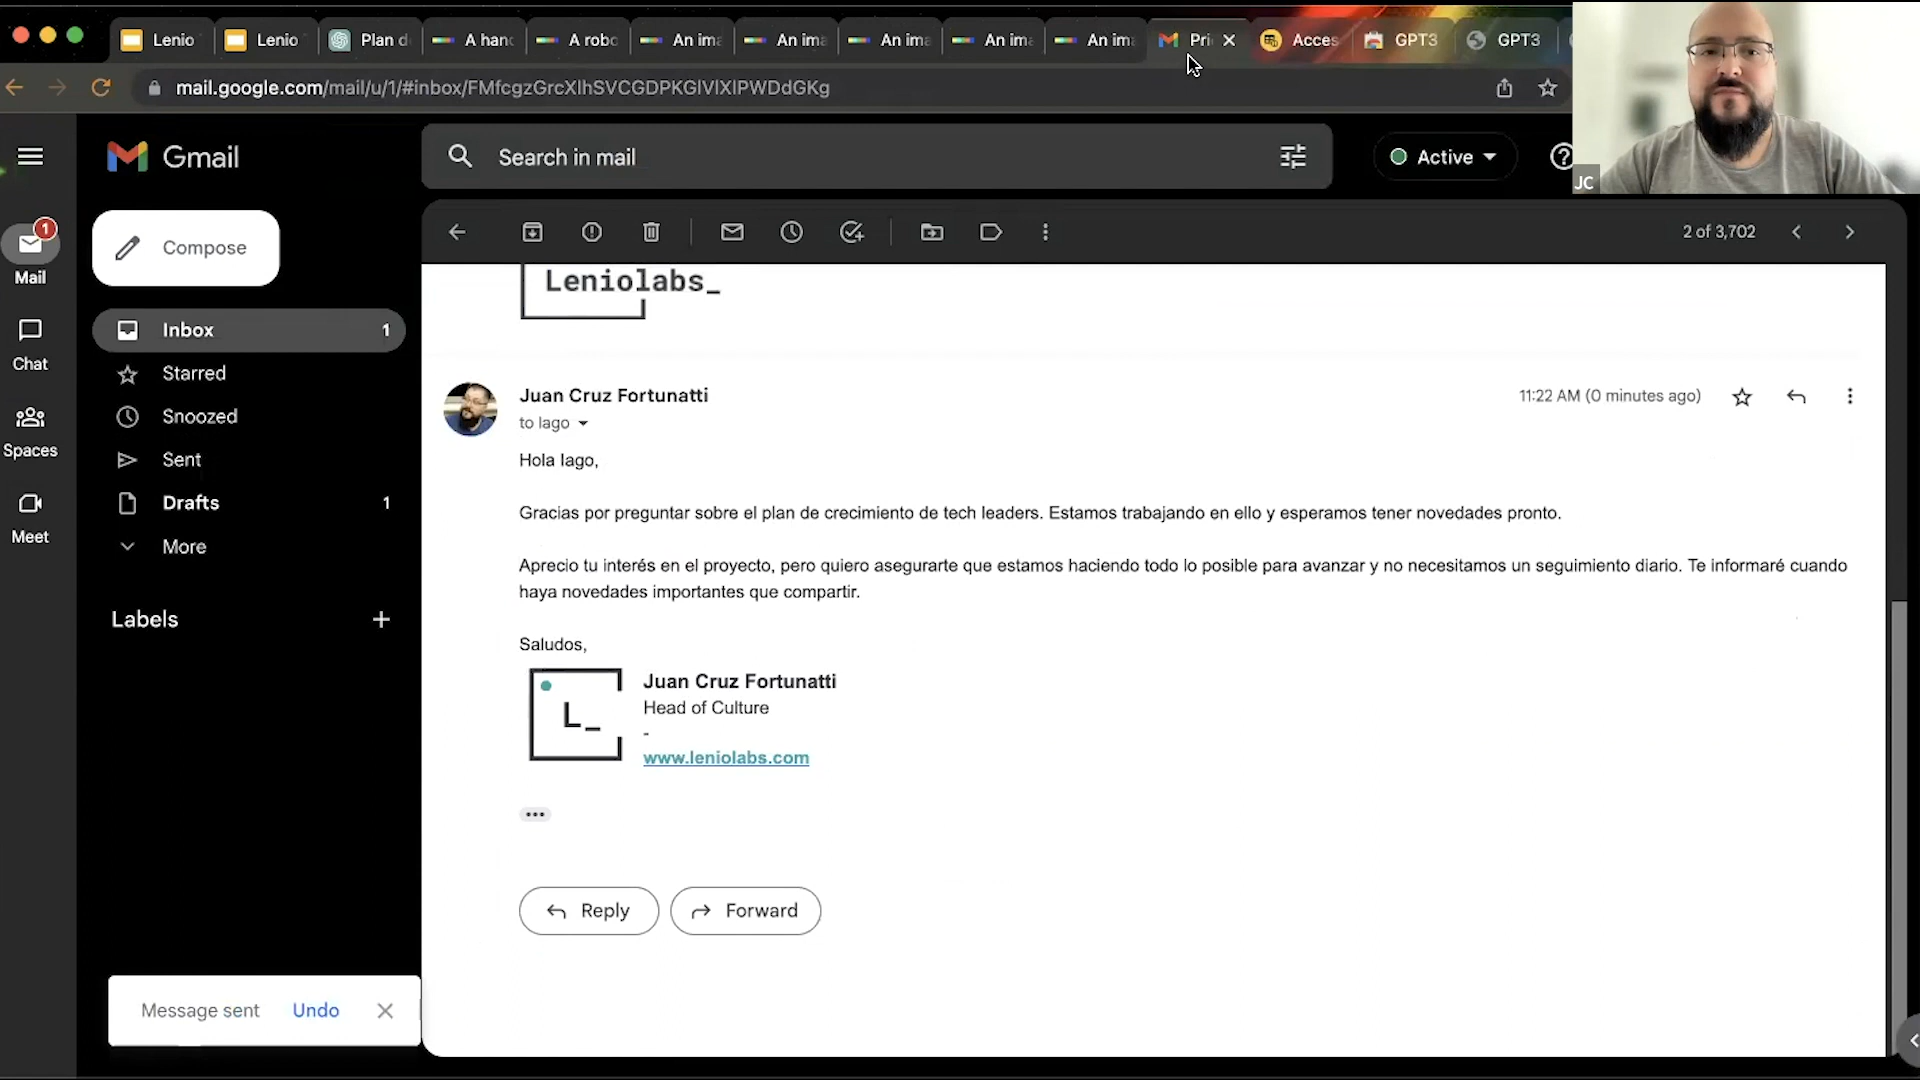 Lenio
Lenio
Plan d
A hand
A robo
An ima
An ima
An ima
An ima
An ima
Pri
Acces
GPT3
GPT3
mail.google.com/mail/u/1/#inbox/FMfcgzGrcXlhSVCGDPKGlVlXlPWDdGKg
Gmail
Search in mail
Active
JC
1
Mail
Chat
Spaces
Meet
Compose
Inbox 1
Starred
Snoozed
Sent
Drafts 1
More
Labels
2 of 3,702
Leniolabs_
Juan Cruz Fortunatti
11:22 AM (0 minutes ago)
to Iago
Hola Iago,
Gracias por preguntar sobre el plan de crecimiento de tech leaders. Estamos trabajando en ello y esperamos tener novedades pronto.
Aprecio tu interés en el proyecto, pero quiero asegurarte que estamos haciendo todo lo posible para avanzar y no necesitamos un seguimiento diario. Te informaré cuando
haya novedades importantes que compartir.
Saludos,
L_
Juan Cruz Fortunatti
Head of Culture
-
www.leniolabs.com
Reply
Forward
Message sent Undo